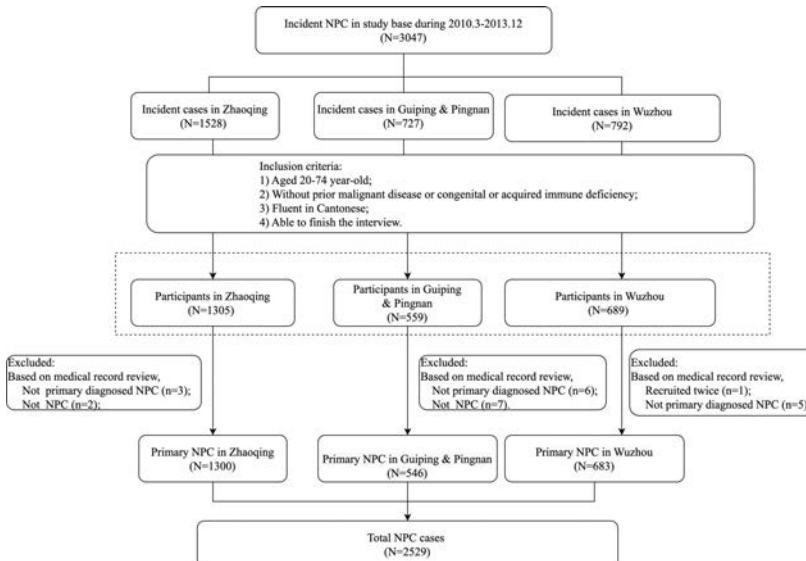 Incident NPC in study base during 2010.3-2013.12
(N=3047)
Incident cases in Zhaoqing
(N=1528)
Incident cases in Guiping & Pingnan
(N=727)
Incident cases in Wuzhou
(N=792)
Inclusion criteria:
1) Aged 20-74 year-old;
2) Without prior malignant disease or congenital or acquired immune deficiency;
3) Fluent in Cantonese;
4) Able to finish the interview.
Participants in Zhaoqing
(N=1305)
Participants in Guiping
& Pingnan
(N=559)
Participants in Wuzhou
(N=689)
Excluded:
Based on medical record review,
Not primary diagnosed NPC (n=3);
Not NPC (n=2);
Excluded:
Based on medical record review,
Not primary diagnosed NPC (n=6);
Not NPC (n=7).
Excluded:
Based on medical record review,
Recruited twice (n=1);
Not primary diagnosed NPC (n=5)
Primary NPC in Zhaoqing
(N=1300)
Primary NPC in Guiping & Pingnan
(N=546)
Primary NPC in Wuzhou
(N=683)
Total NPC cases
(N=2529)